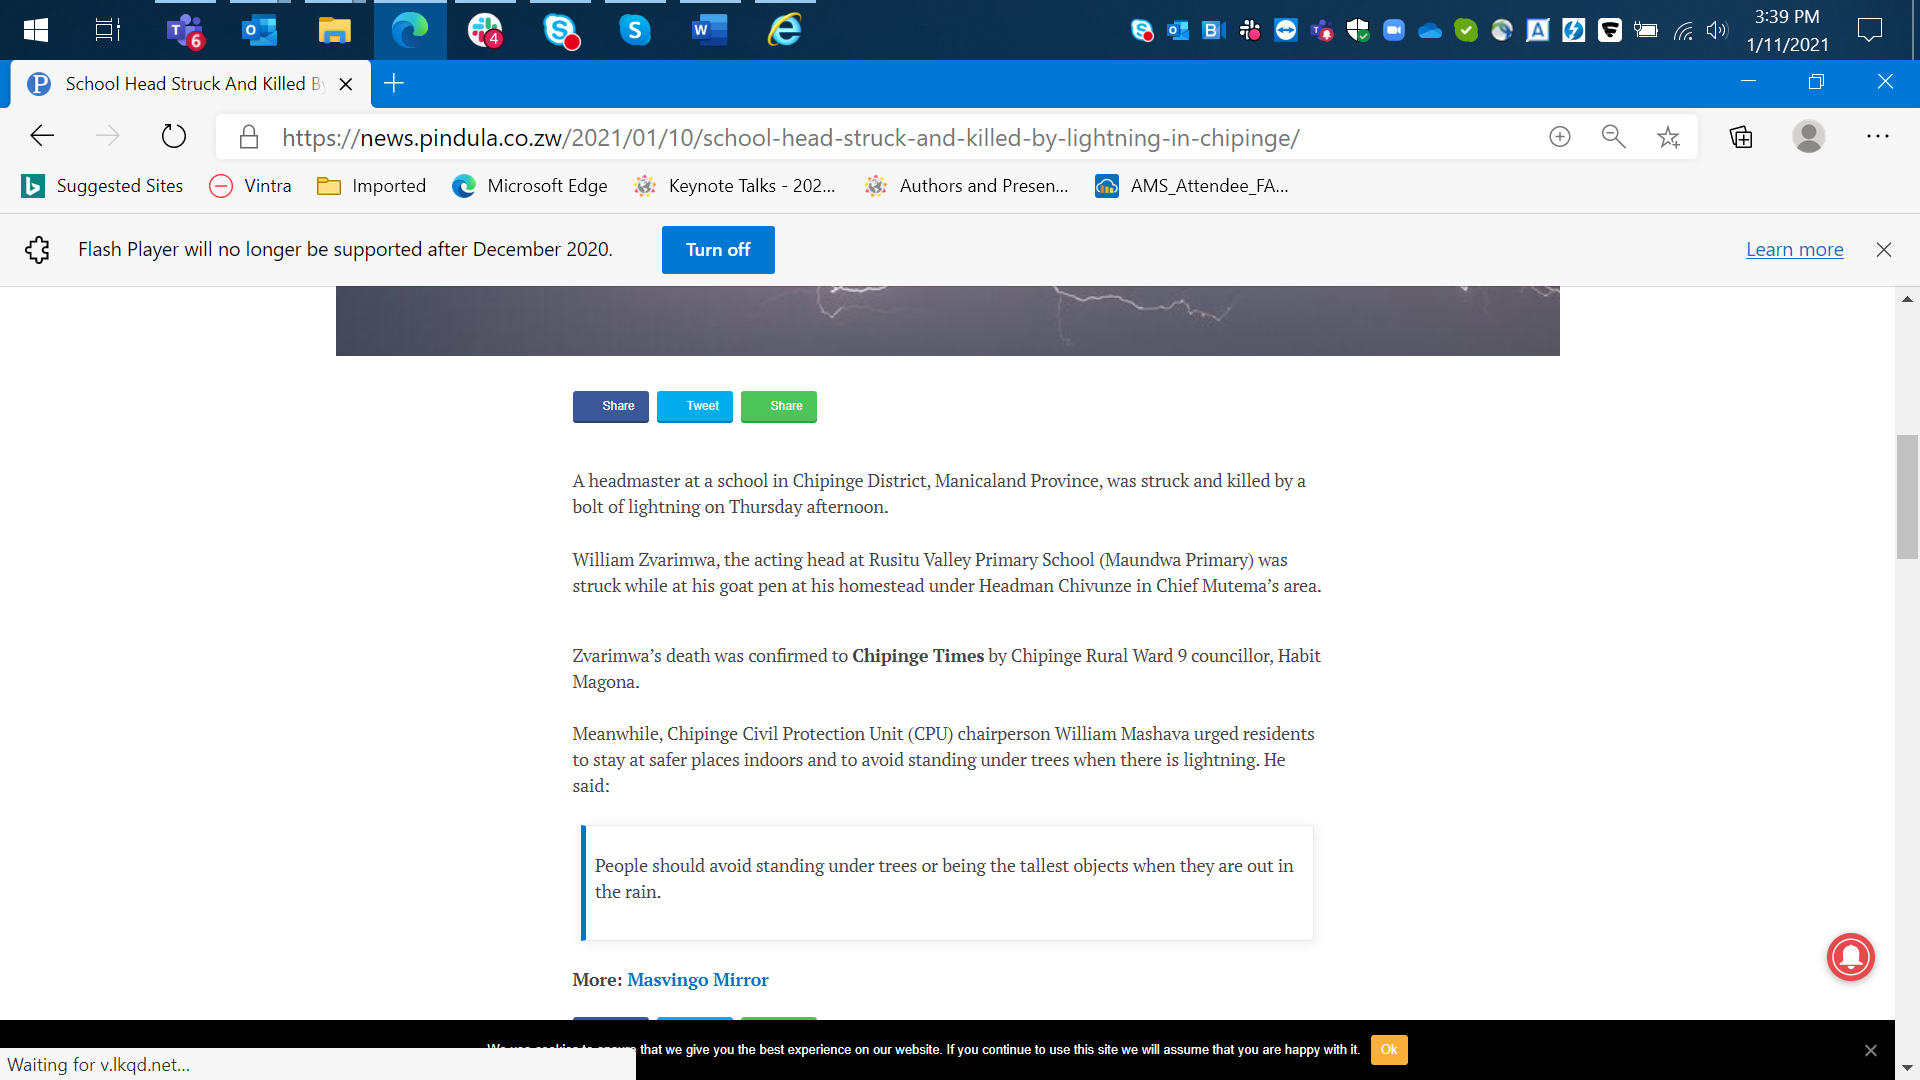 6
4
3:39 PM
1/11/2021
School Head Struck And Killed B
https://news.pindula.co.zw/2021/01/10/school-head-struck-and-killed-by-lightning-in-chipinge/
Suggested Sites
Vintra
Imported
Microsoft Edge
Keynote Talks - 202...
Authors and Presen...
AMS_Attendee_FA...
Flash Player will no longer be supported after December 2020.
Turn off
Learn more
Share
Tweet
Share
A headmaster at a school in Chipinge District, Manicaland Province, was struck and killed by a
bolt of lightning on Thursday afternoon.
William Zvarimwa, the acting head at Rusitu Valley Primary School (Maundwa Primary) was
struck while at his goat pen at his homestead under Headman Chivunze in Chief Mutema’s area.
Zvarimwa’s death was confirmed to Chipinge Times by Chipinge Rural Ward 9 councillor, Habit
Magona.
Meanwhile, Chipinge Civil Protection Unit (CPU) chairperson William Mashava urged residents
to stay at safer places indoors and to avoid standing under trees when there is lightning. He
said:
People should avoid standing under trees or being the tallest objects when they are out in
the rain.
More: Masvingo Mirror
We use cookies to ensure that we give you the best experience on our website. If you continue to use this site we will assume that you are happy with it.
Ok
Waiting for v.lkqd.net...